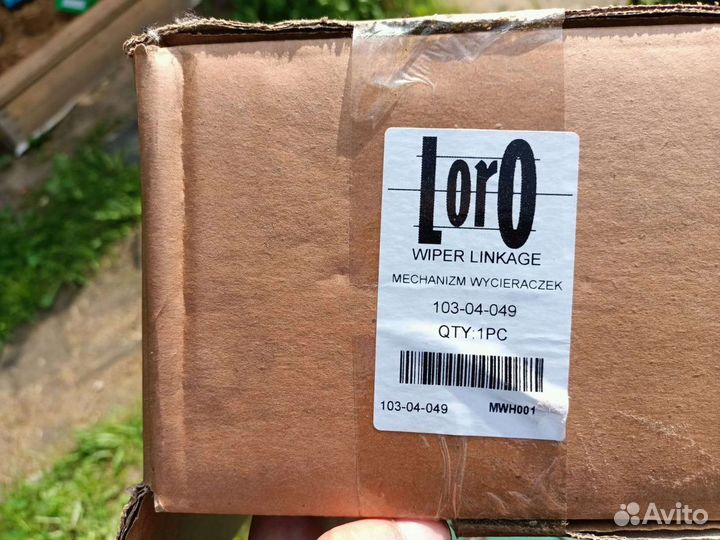 Loro
WIPER LINKAGE
MECHANIZM WYCIERACZEK
103-04-049
QTY:1PC
103-04-049 MWH001
Avito